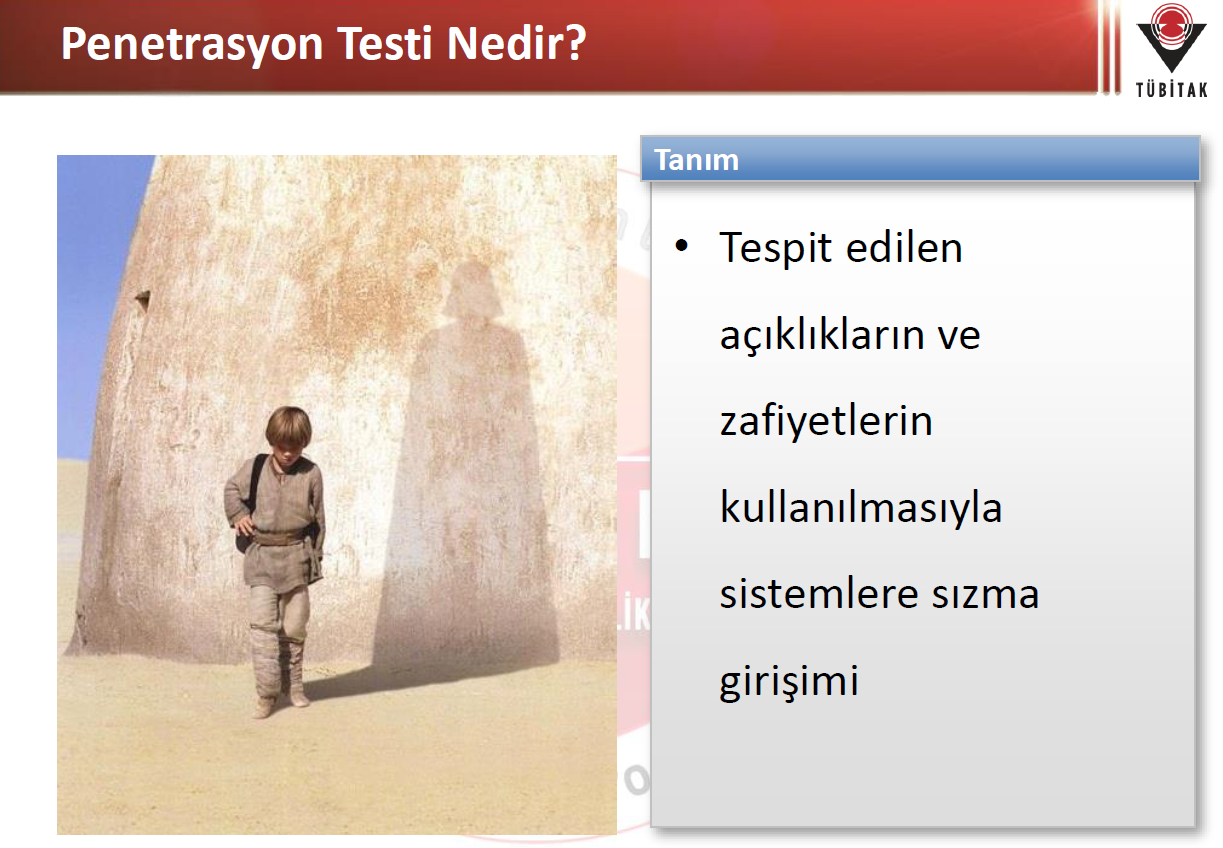 Penetrasyon Testi Nedir?
TÜBİTAK
Tanım
• Tespit edilen
açıklıkların ve
zafiyetlerin
kullanılmasıyla
sistemlere sızma
girişimi